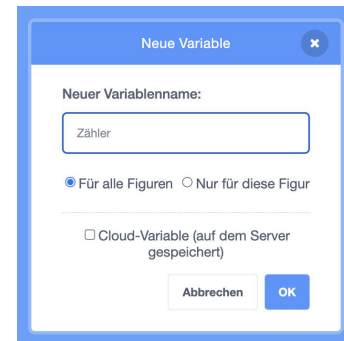 Neue Variable
Neuer Variablenname:
Zähler
Für alle Figuren Nur für diese Figur
Cloud-Variable (auf dem Server
gespeichert)
Abbrechen OK